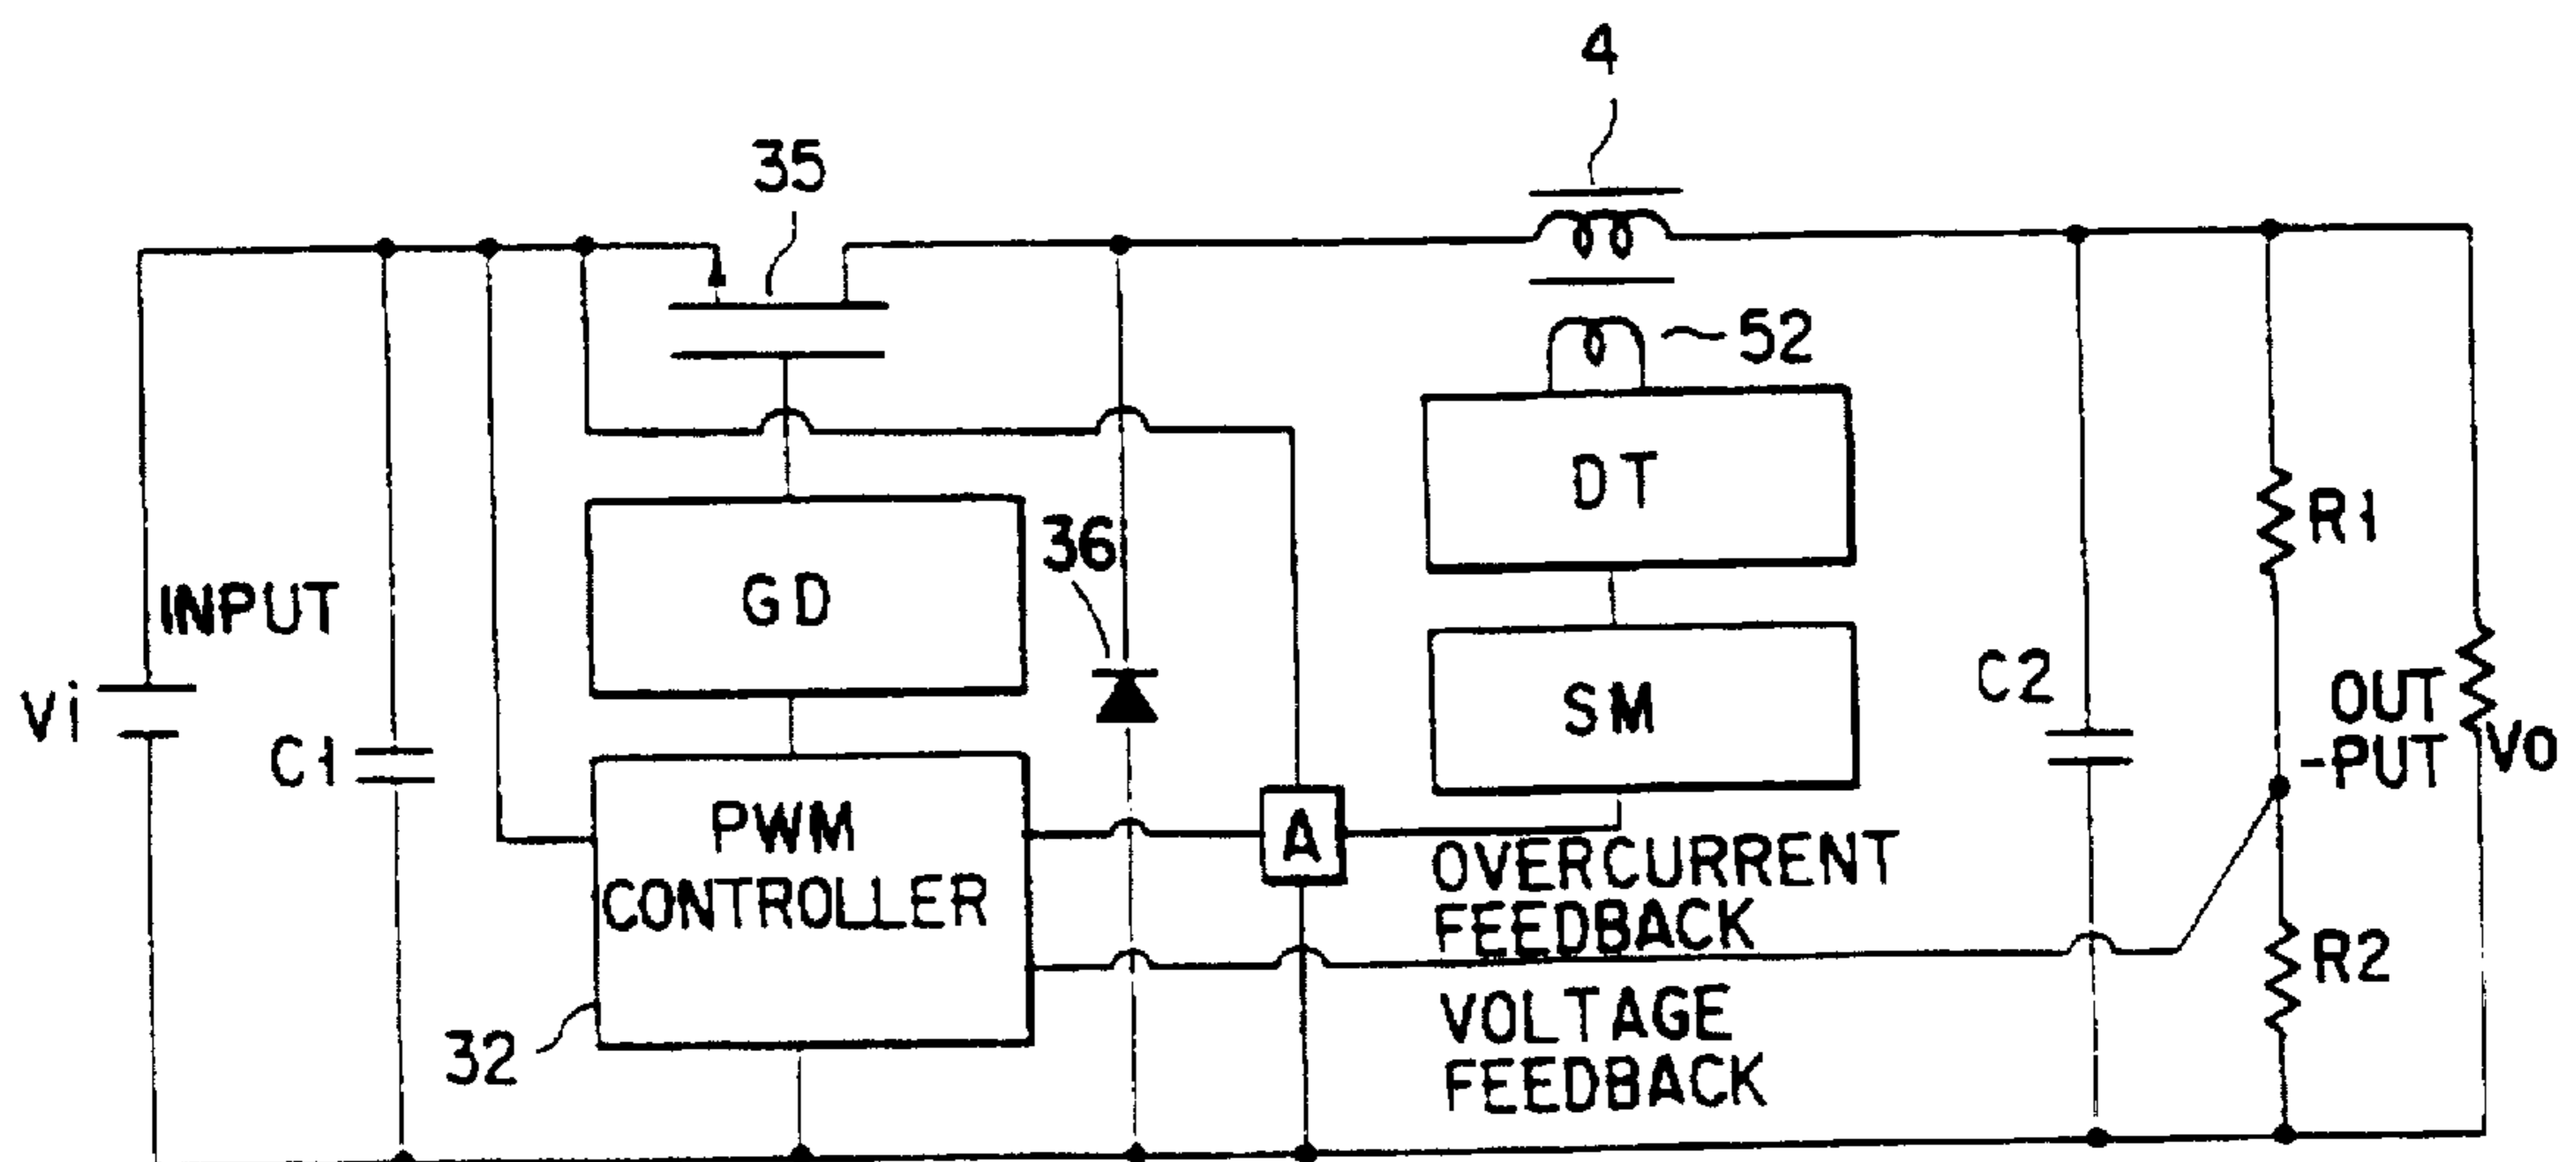 4
35
52
DT
R1
GD
36
INPUT
Vi
C1
SM
C2
OUT
-PUT
Vo
PWM
CONTROLLER
A
OVERCURRENT
FEEDBACK
R2
VOLTAGE
FEEDBACK
32